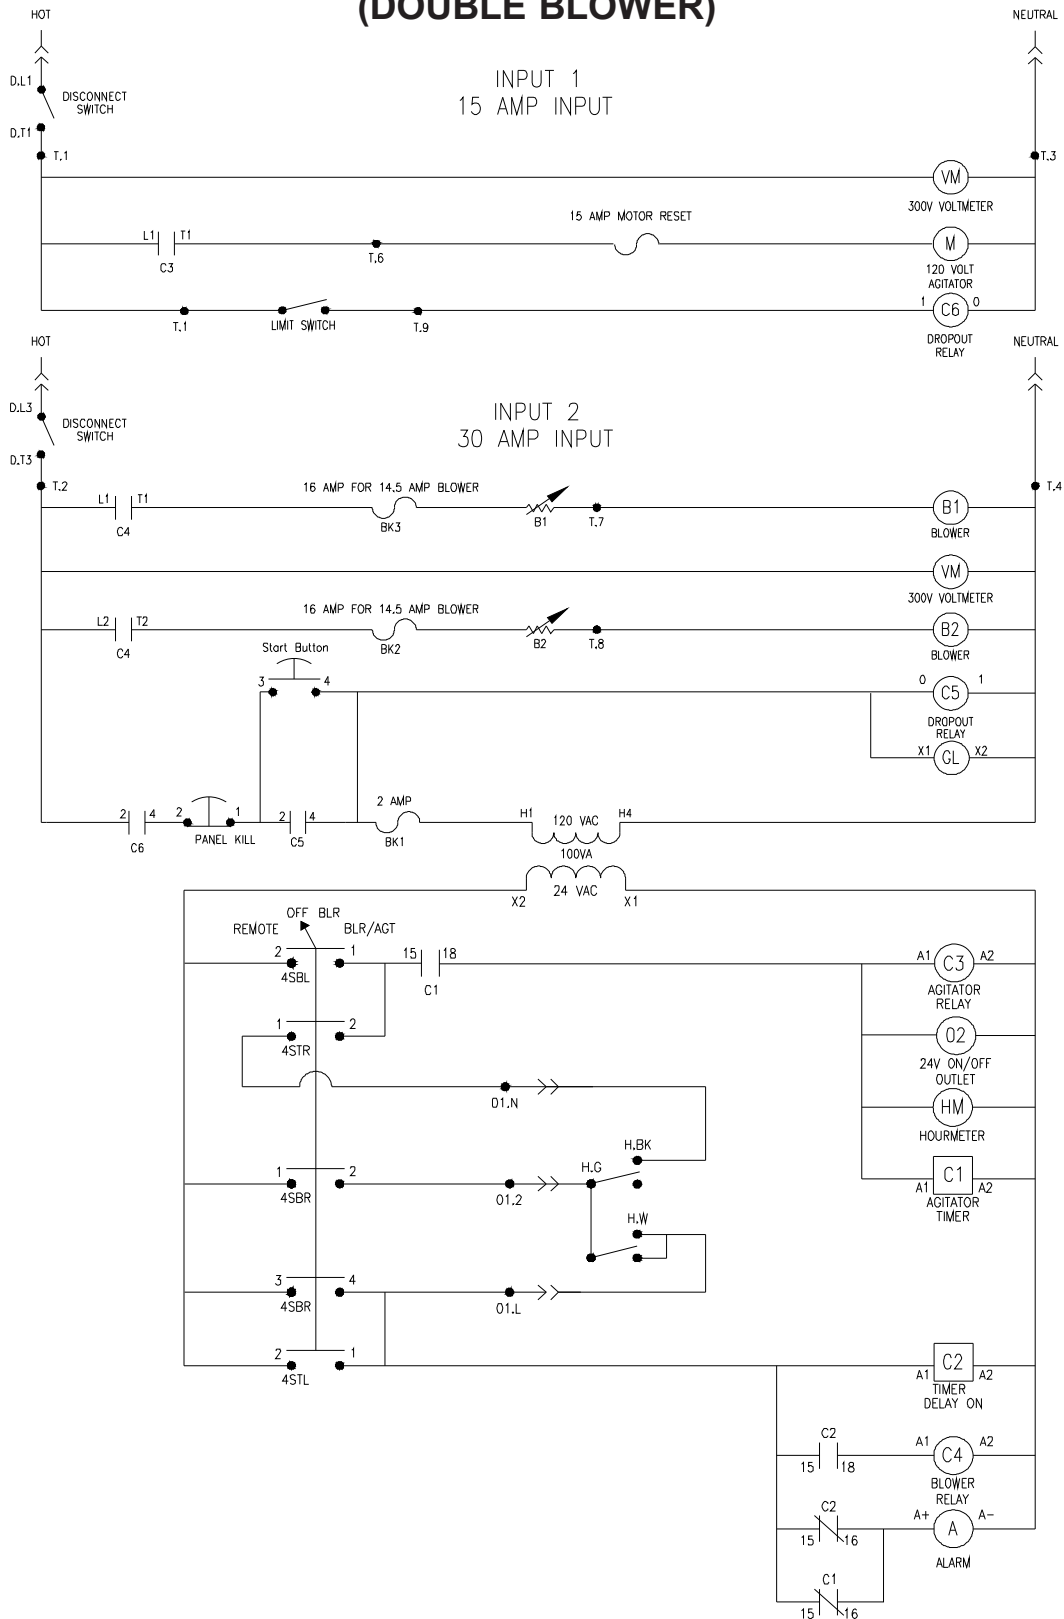 (DOUBLE BLOWER)
HOT
NEUTRAL
D.L1
DISCONNECT
SWITCH
INPUT 1
15 AMP INPUT
D.T1
T.1
T.3
VM
300V VOLTMETER
15 AMP MOTOR RESET
L1 T1
C3
T.6
M
120 VOLT
AGITATOR
T.1
LIMIT SWITCH
T.9
1 C6 0
DROPOUT
RELAY
HOT
NEUTRAL
D.L3
DISCONNECT
SWITCH
INPUT 2
30 AMP INPUT
D.T3
T.2
T.4
16 AMP FOR 14.5 AMP BLOWER
L1 T1
C4
BK3
B1
T.7
B1
BLOWER
VM
300V VOLTMETER
16 AMP FOR 14.5 AMP BLOWER
L2 T2
C4
BK2
B2
T.8
B2
BLOWER
Start Button
3 4
0 C5 1
DROPOUT
RELAY
X1 GL X2
2 4
C6
2 1
PANEL KILL
2 4
C5
2 AMP
BK1
H1 120 VAC H4
100VA
X2 24 VAC X1
OFF BLR
REMOTE BLR/AGT
2 1
4SBL
15 18
C1
A1 C3 A2
AGITATOR
RELAY
1 2
4STR
O2
24V ON/OFF
OUTLET
O1.N
HM
HOURMETER
H.BK
1 2
4SBR
O1.2
H.G
A1 C1 A2
AGITATOR
TIMER
H.W
3 4
4SBR
O1.L
2 1
4STL
A1 C2 A2
TIMER
DELAY ON
C2
15 18
A1 C4 A2
BLOWER
RELAY
C2
15 16
A+ A A-
ALARM
C1
15 16